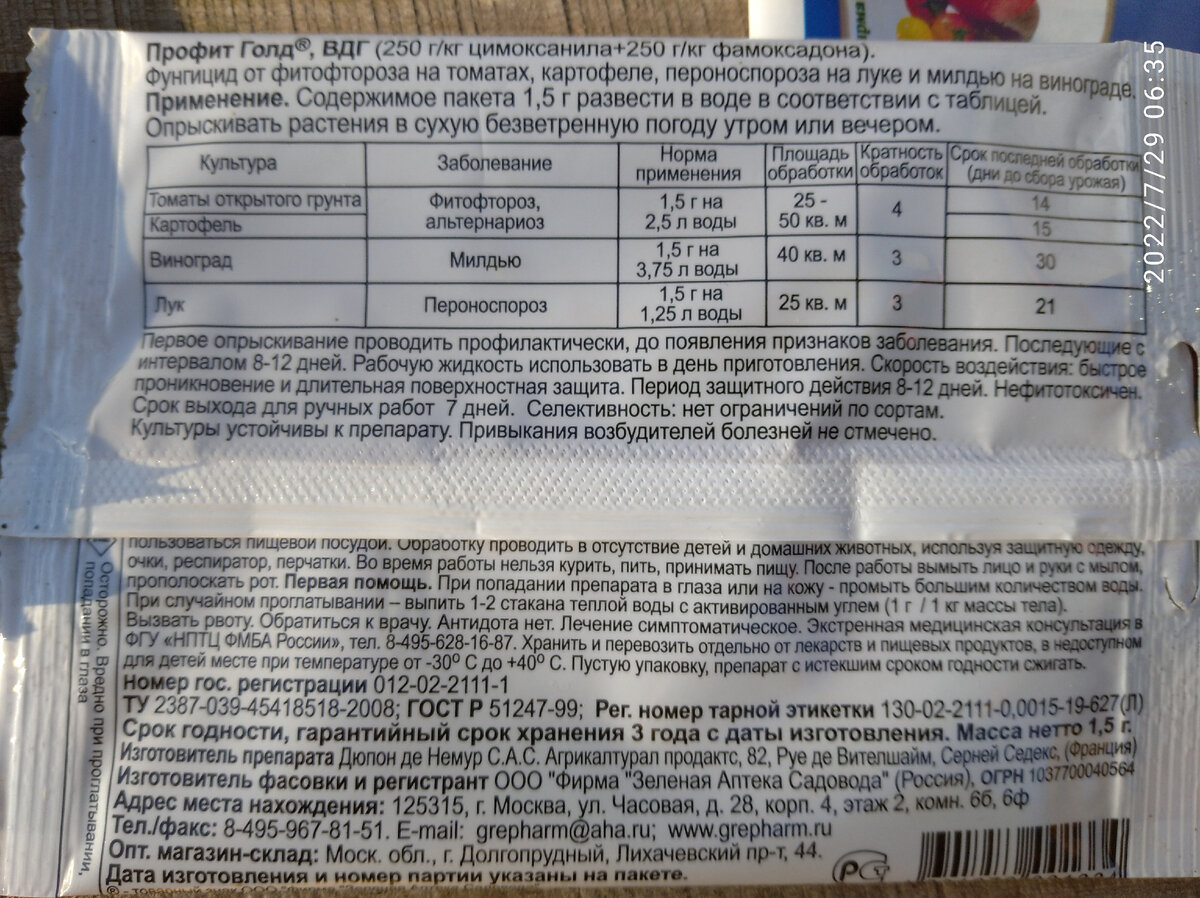 Профит Голд®, ВДГ (250 г/кг цимоксанила+250 г/кг фамоксадона).
Фунгицид от фитофтороза на томатах, картофеле, пероноспороза на луке и милдью на винограде.
Применение. Содержимое пакета 1,5 г развести в воде в соответствии с таблицей.
Опрыскивать растения в сухую безветренную погоду утром или вечером.
Культура Заболевание Норма применения Площадь обработки Кратность обработок Срок последней обработки (дни до сбора урожая)
Томаты открытого грунта Фитофтороз, альтернариоз 1,5 г на 2,5 л воды 25 - 50 кв. м 4 14
Картофель 15
Виноград Милдью 1,5 г на 3,75 л воды 40 кв. м 3 30
Лук Пероноспороз 1,5 г на 1,25 л воды 25 кв. м 3 21
Первое опрыскивание проводить профилактически, до появления признаков заболевания. Последующие с
интервалом 8-12 дней. Рабочую жидкость использовать в день приготовления. Скорость воздействия: быстрое
проникновение и длительная поверхностная защита. Период защитного действия 8-12 дней. Нефитотоксичен.
Срок выхода для ручных работ 7 дней. Селективность: нет ограничений по сортам.
Культуры устойчивы к препарату. Привыкания возбудителей болезней не отмечено.
пользоваться пищевой посудой. Обработку проводить в отсутствие детей и домашних животных, используя защитную одежду,
очки, респиратор, перчатки. Во время работы нельзя курить, пить, принимать пищу. После работы вымыть лицо и руки с мылом,
прополоскать рот. Первая помощь. При попадании препарата в глаза или на кожу - промыть большим количеством воды.
При случайном проглатывании – выпить 1-2 стакана теплой воды с активированным углем (1 г / 1 кг массы тела).
Вызвать рвоту. Обратиться к врачу. Антидота нет. Лечение симптоматическое. Экстренная медицинская консультация в
ФГУ «НПТЦ ФМБА России», тел. 8-495-628-16-87. Хранить и перевозить отдельно от лекарств и пищевых продуктов, в недоступном
для детей месте при температуре от -30⁰ С до +40⁰ С. Пустую упаковку, препарат с истекшим сроком годности сжигать.
Номер гос. регистрации 012-02-2111-1
ТУ 2387-039-45418518-2008; ГОСТ Р 51247-99; Рег. номер тарной этикетки 130-02-2111-0,0015-19-627(Л)
Срок годности, гарантийный срок хранения 3 года с даты изготовления. Масса нетто 1,5 г.
Изготовитель препарата Дюпон де Немур С.А.С. Агрикалтурал продактс, 82, Руе де Вителшайм, Серней Седекс, (Франция)
Изготовитель фасовки и регистрант ООО "Фирма "Зеленая Аптека Садовода" (Россия), ОГРН 1037700040564
Адрес места нахождения: 125315, г. Москва, ул. Часовая, д. 28, корп. 4, этаж 2, комн. 6б, 6ф
Тел./факс: 8-495-967-81-51. E-mail: grepharm@aha.ru; www.grepharm.ru
Опт. магазин-склад: Моск. обл., г. Долгопрудный, Лихачевский пр-т, 44.
Дата изготовления и номер партии указаны на пакете.
Осторожно. Вредно при проглатывании,
попадании в глаза
2022/7/29 06:35